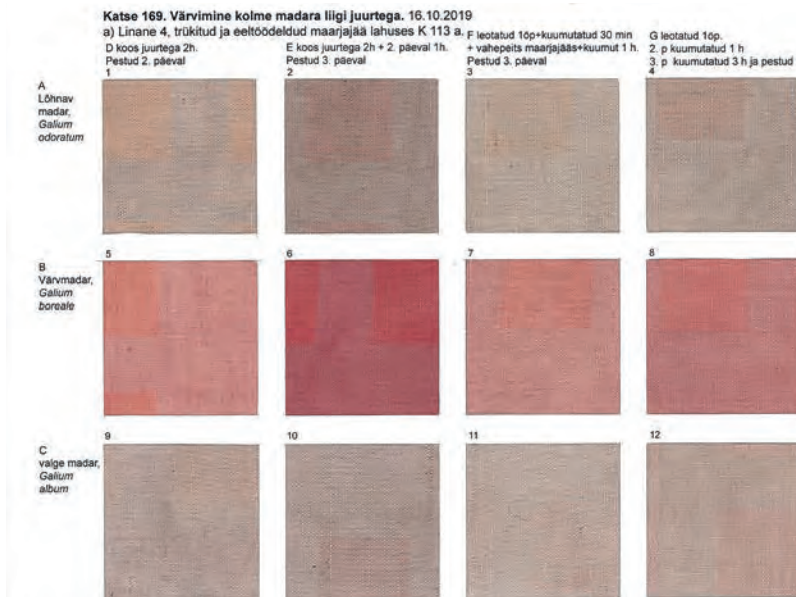 Katse 169. Värvimine kolme madara liigi juurtega. 16.10.2019
a) Linane 4, trükitud ja eeltöödeldud maarjajää lahuses K 113 a.
D koos juurtega 2h.
Pestud 2. päeval
E koos juurtega 2h + 2. päeval 1h.
Pestud 3. päeval
F leotatud 1öp+kuumutatud 30 min
+ vahepeits maarjajääs+kuumut 1 h.
Pestud 3. päeval
G leotatud 1öp.
2. p kuumutatud 1 h
3. p kuumutatud 3 h ja pestud
1
2
3
4
A
Lõhnav
madar,
Galium
odoratum
5
6
7
8
B
Värvmadar,
Galium
boreale
9
10
11
12
C
valge madar,
Galium
album